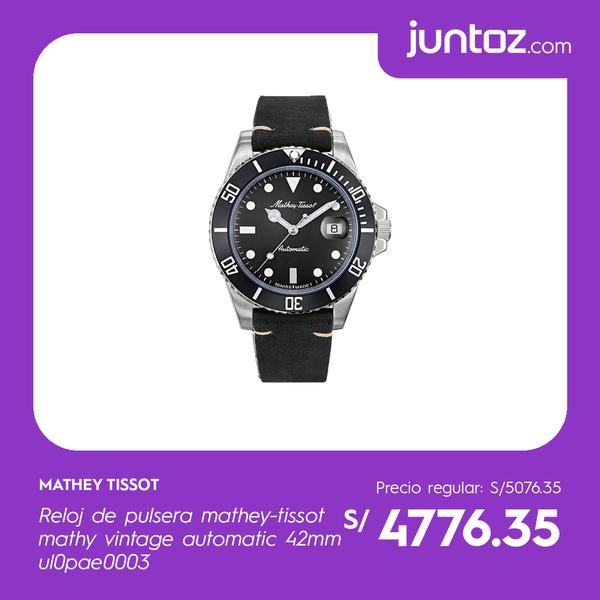 juntoz.com
10
20
30
40
50
Mathey-Tissot
8
Automatic
SWISS MADE
MATHEY TISSOT
Precio regular: S/5076.35
Reloj de pulsera mathey-tissot
mathy vintage automatic 42mm
ul0pae0003
S/ 4776.35